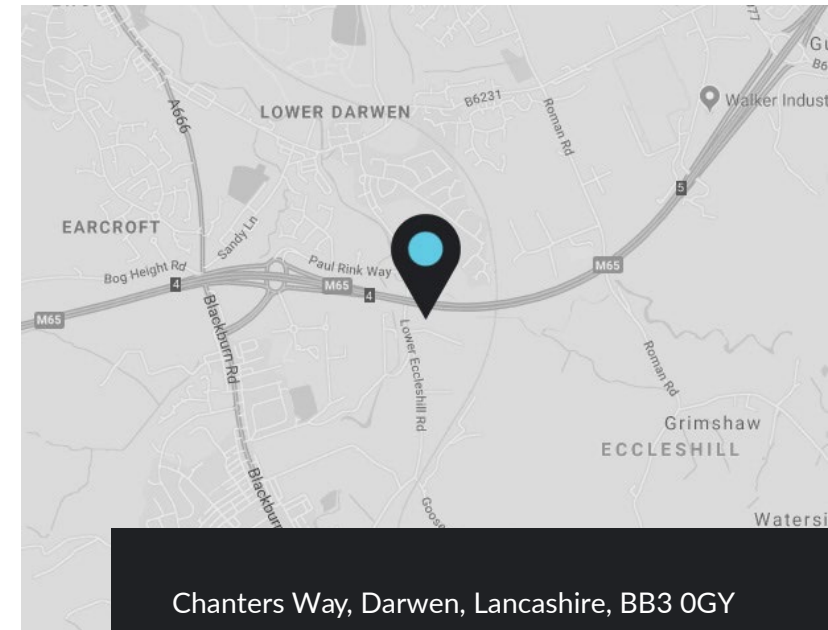 A666
LOWER DARWEN
B6231
Roman Rd
Walker Indust
5
EARCROFT
Sandy Ln
Bog Height Rd
Paul Rink Way
M65
4
M65
4
M65
Blackburn Rd
Lower Eccleshill Rd
Roman Rd
Grimshaw
ECCLESHILL
Blackburn
Goose
Watersi
Chanters Way, Darwen, Lancashire, BB3 0GY